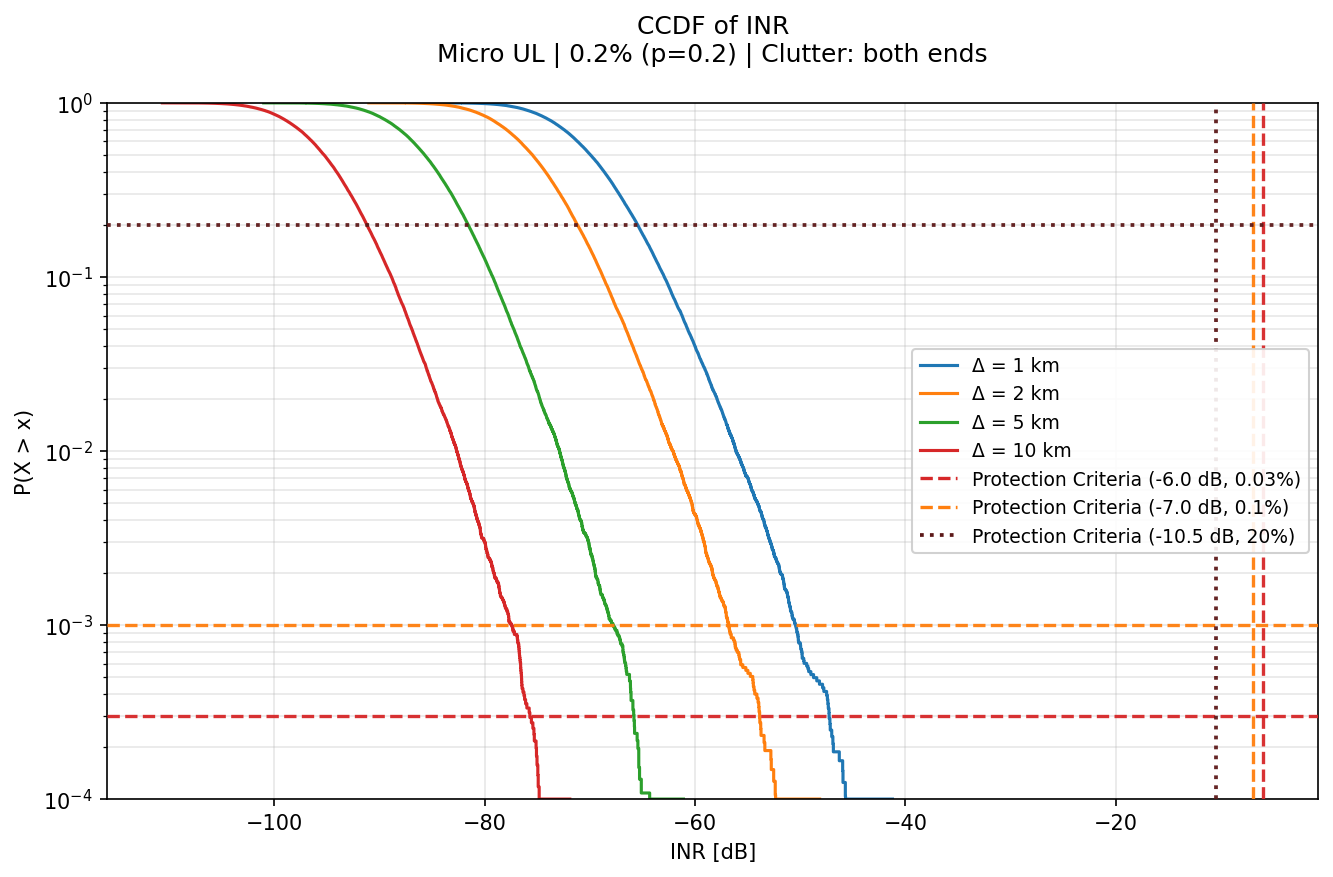 CCDF of INR
Micro UL | 0.2% (p=0.2) | Clutter: both ends
10⁰
10⁻¹
10⁻²
10⁻³
10⁻⁴
P(X > x)
Δ = 1 km
Δ = 2 km
Δ = 5 km
Δ = 10 km
Protection Criteria (-6.0 dB, 0.03%)
Protection Criteria (-7.0 dB, 0.1%)
Protection Criteria (-10.5 dB, 20%)
−100 −80 −60 −40 −20
INR [dB]